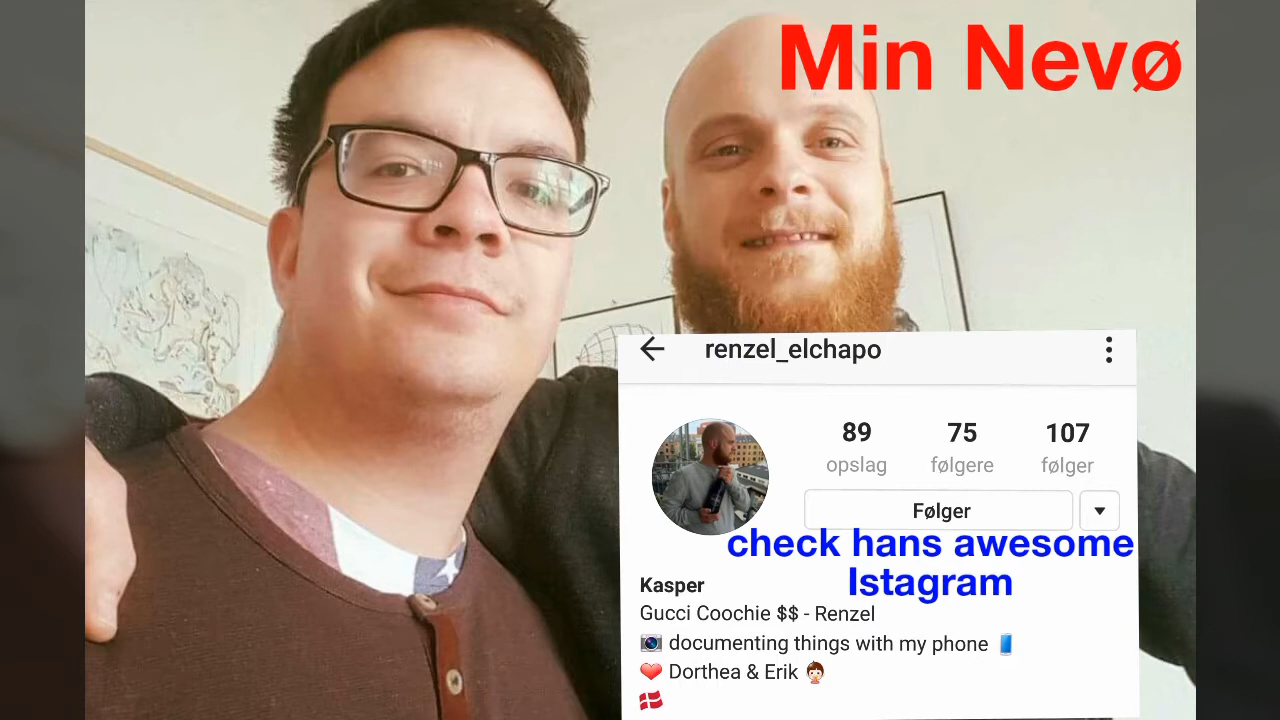 Min Nevø
renzel_elchapo
89 75 107
opslag følgere følger
Følger
check hans awesome
Istagram
Kasper
Gucci Coochie $$ - Renzel
📷 documenting things with my phone 📱
❤️ Dorthea & Erik 👦
🇩🇰